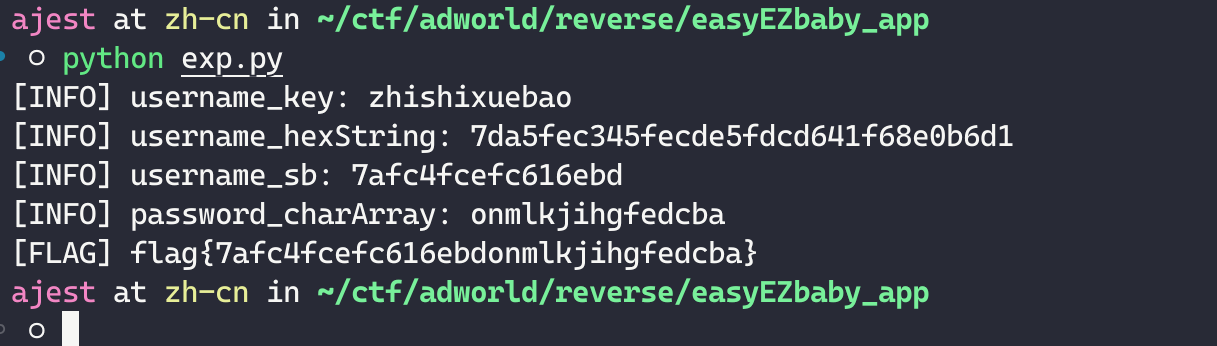 ajest at zh-cn in ~/ctf/adworld/reverse/easyEZbaby_app
○ python exp.py
[INFO] username_key: zhishixuebao
[INFO] username_hexString: 7da5fec345fecde5fdcd641f68e0b6d1
[INFO] username_sb: 7afc4fcefc616ebd
[INFO] password_charArray: onmlkjihgfedcba
[FLAG] flag{7afc4fcefc616ebdonmlkjihgfedcba}
ajest at zh-cn in ~/ctf/adworld/reverse/easyEZbaby_app
○